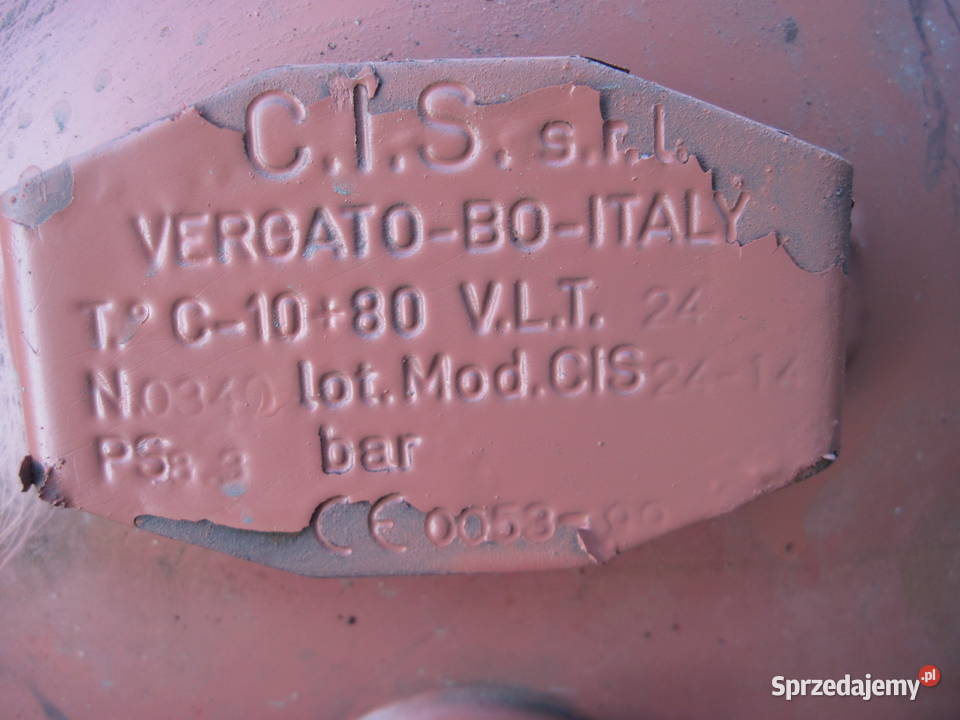 C.I.S. s.r.l.
VERGATO-BO-ITALY
T.° C-10÷80 V.L.T. 24
N.0340 lot.Mod.CIS 24-14
PS 8.3 bar
CE 0053-99
Sprzedajemy.pl